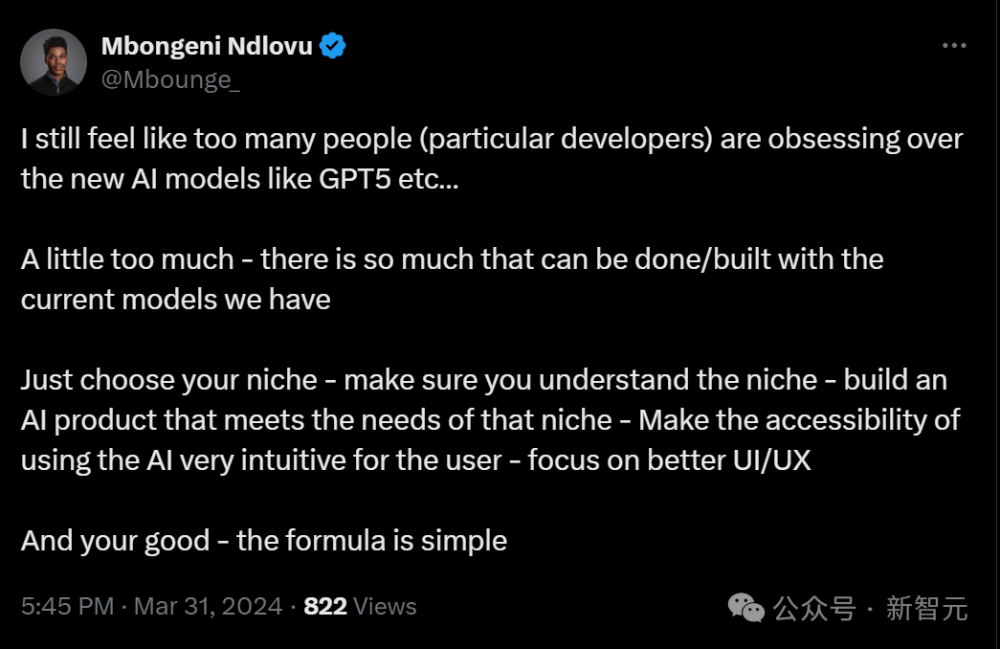 Mbongeni Ndlovu
@Mbounge_
I still feel like too many people (particular developers) are obsessing over
the new AI models like GPT5 etc...
A little too much - there is so much that can be done/built with the
current models we have
Just choose your niche - make sure you understand the niche - build an
AI product that meets the needs of that niche - Make the accessibility of
using the AI very intuitive for the user - focus on better UI/UX
And your good - the formula is simple
5:45 PM · Mar 31, 2024 · 822 Views
公众号 · 新智元